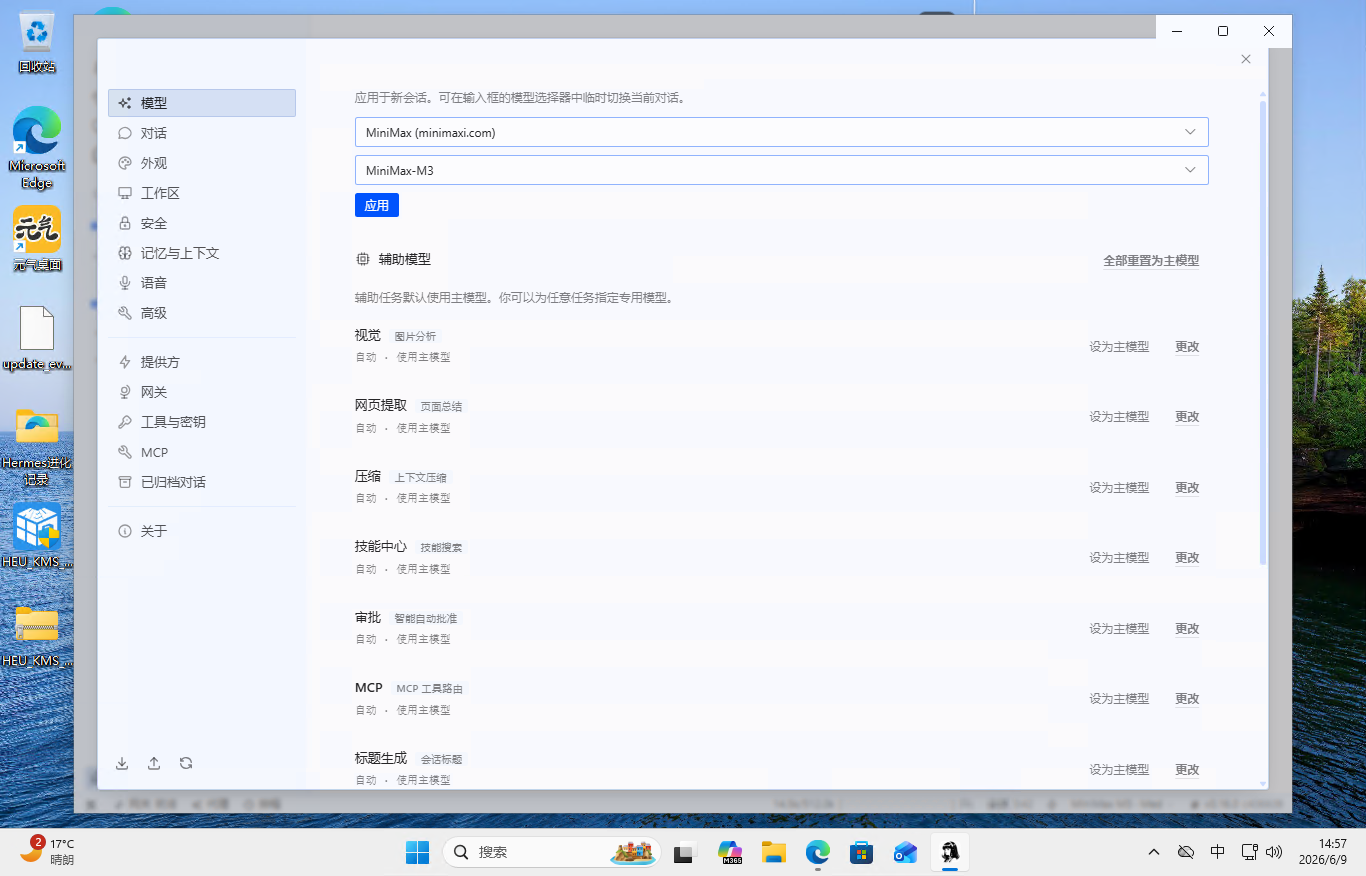 回收站
Microsoft
Edge
元气
元气桌面
update_ev...
Hermes进化
记录
HEU_KMS_...
HEU_KMS_...
模型
对话
外观
工作区
安全
记忆与上下文
语音
高级
提供方
网关
工具与密钥
MCP
已归档对话
关于
应用于新会话。可在输入框的模型选择器中临时切换当前对话。
MiniMax (minimaxi.com)
MiniMax-M3
应用
辅助模型
全部重置为主模型
辅助任务默认使用主模型。你可以为任意任务指定专用模型。
视觉 图片分析
自动 · 使用主模型
设为主模型 更改
网页提取 页面总结
自动 · 使用主模型
设为主模型 更改
压缩 上下文压缩
自动 · 使用主模型
设为主模型 更改
技能中心 技能搜索
自动 · 使用主模型
设为主模型 更改
审批 智能自动批准
自动 · 使用主模型
设为主模型 更改
MCP MCP 工具路由
自动 · 使用主模型
设为主模型 更改
标题生成 会话标题
自动 · 使用主模型
设为主模型 更改
2
17°C
晴朗
搜索
M365
中
14:57
2026/6/9